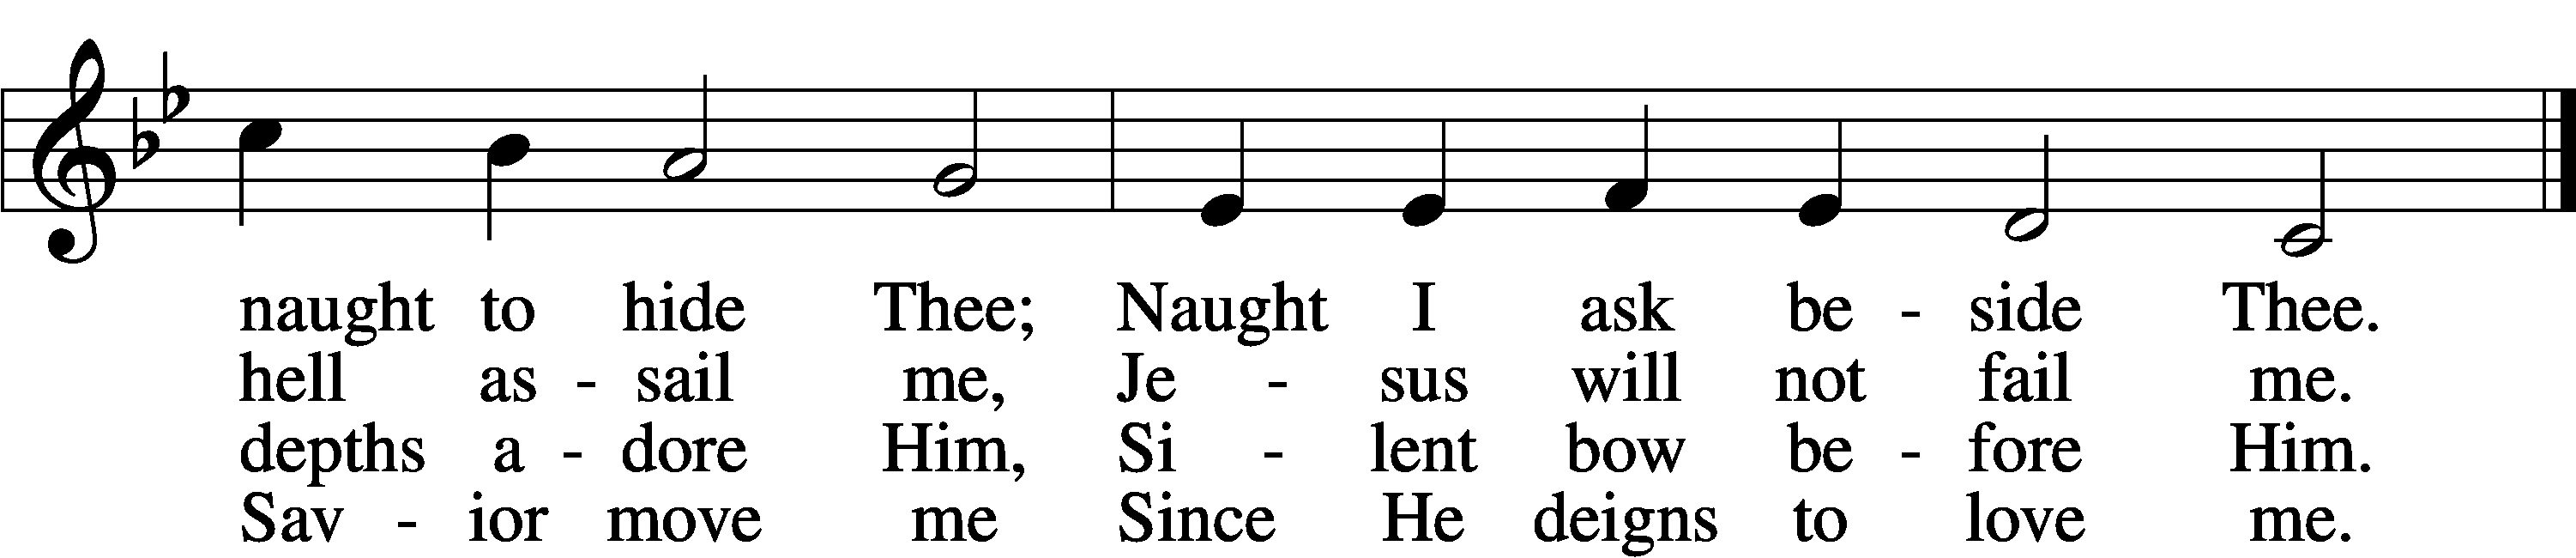 naught to hide Thee; Naught I ask be - side Thee.
hell as - sail me, Je - sus will not fail me.
depths a - dore Him, Si - lent bow be - fore Him.
Sav - ior move me Since He deigns to love me.